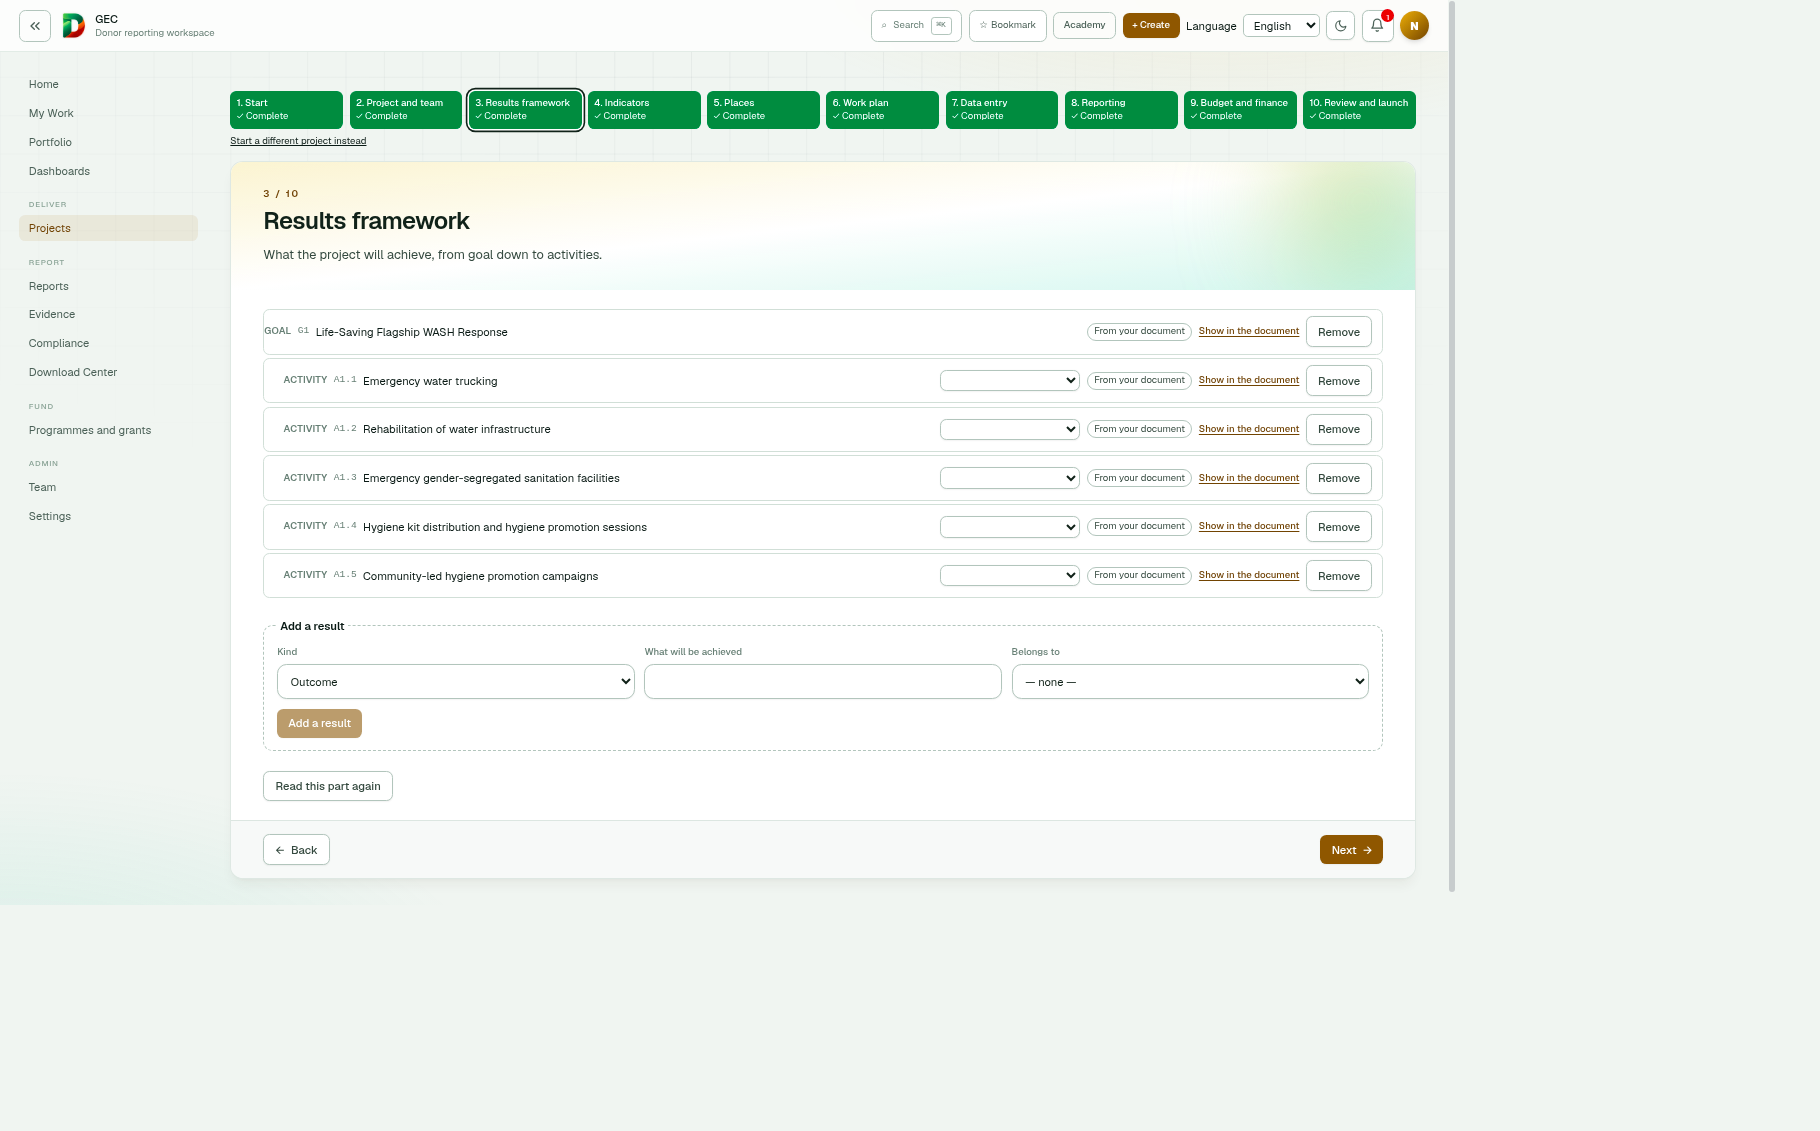 GEC
Donor reporting workspace
Search ⌘K
☆ Bookmark
Academy
+ Create
Language
English
1
N
Home
My Work
Portfolio
Dashboards
DELIVER
Projects
REPORT
Reports
Evidence
Compliance
Download Center
FUND
Programmes and grants
ADMIN
Team
Settings
1. Start
✓ Complete
2. Project and team
✓ Complete
3. Results framework
✓ Complete
4. Indicators
✓ Complete
5. Places
✓ Complete
6. Work plan
✓ Complete
7. Data entry
✓ Complete
8. Reporting
✓ Complete
9. Budget and finance
✓ Complete
10. Review and launch
✓ Complete
Start a different project instead
3 / 10
Results framework
What the project will achieve, from goal down to activities.
GOAL G1 Life-Saving Flagship WASH Response From your document Show in the document Remove
ACTIVITY A1.1 Emergency water trucking From your document Show in the document Remove
ACTIVITY A1.2 Rehabilitation of water infrastructure From your document Show in the document Remove
ACTIVITY A1.3 Emergency gender-segregated sanitation facilities From your document Show in the document Remove
ACTIVITY A1.4 Hygiene kit distribution and hygiene promotion sessions From your document Show in the document Remove
ACTIVITY A1.5 Community-led hygiene promotion campaigns From your document Show in the document Remove
Add a result
Kind
Outcome
What will be achieved
Belongs to
— none —
Add a result
Read this part again
← Back
Next →